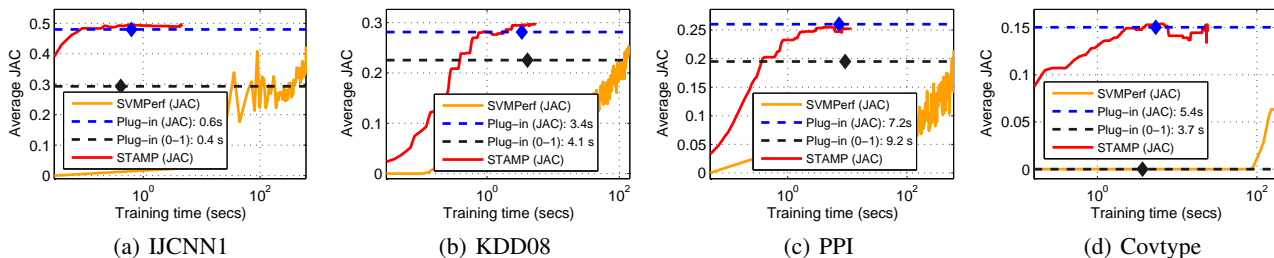 Average JAC
0.5
0.4
0.3
0.2
0.1
0
SVMPerf (JAC)
Plug−in (JAC): 0.6s
Plug−in (0−1): 0.4 s
STAMP (JAC)
10^0
10^2
Training time (secs)
(a) IJCNN1
Average JAC
0.3
0.2
0.1
0
SVMPerf (JAC)
Plug−in (JAC): 3.4s
Plug−in (0−1): 4.1 s
STAMP (JAC)
10^0
10^2
Training time (secs)
(b) KDD08
Average JAC
0.25
0.2
0.15
0.1
0.05
0
SVMPerf (JAC)
Plug−in (JAC): 7.2s
Plug−in (0−1): 9.2 s
STAMP (JAC)
10^0
10^2
Training time (secs)
(c) PPI
Average JAC
0.15
0.1
0.05
0
SVMPerf (JAC)
Plug−in (JAC): 5.4s
Plug−in (0−1): 3.7 s
STAMP (JAC)
10^0
10^2
Training time (secs)
(d) Covtype